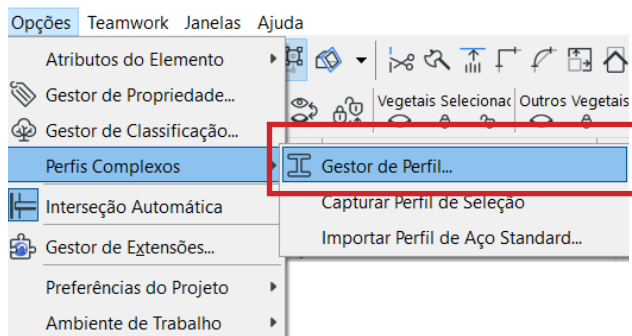 Opções Teamwork Janelas Ajuda
Atributos do Elemento
Gestor de Propriedade...
Vegetais Selecionac Outros Vegetais
Gestor de Classificação...
Perfis Complexos
Gestor de Perfil...
Interseção Automática
Capturar Perfil de Seleção
Importar Perfil de Aço Standard...
Gestor de Extensões...
Preferências do Projeto
Ambiente de Trabalho